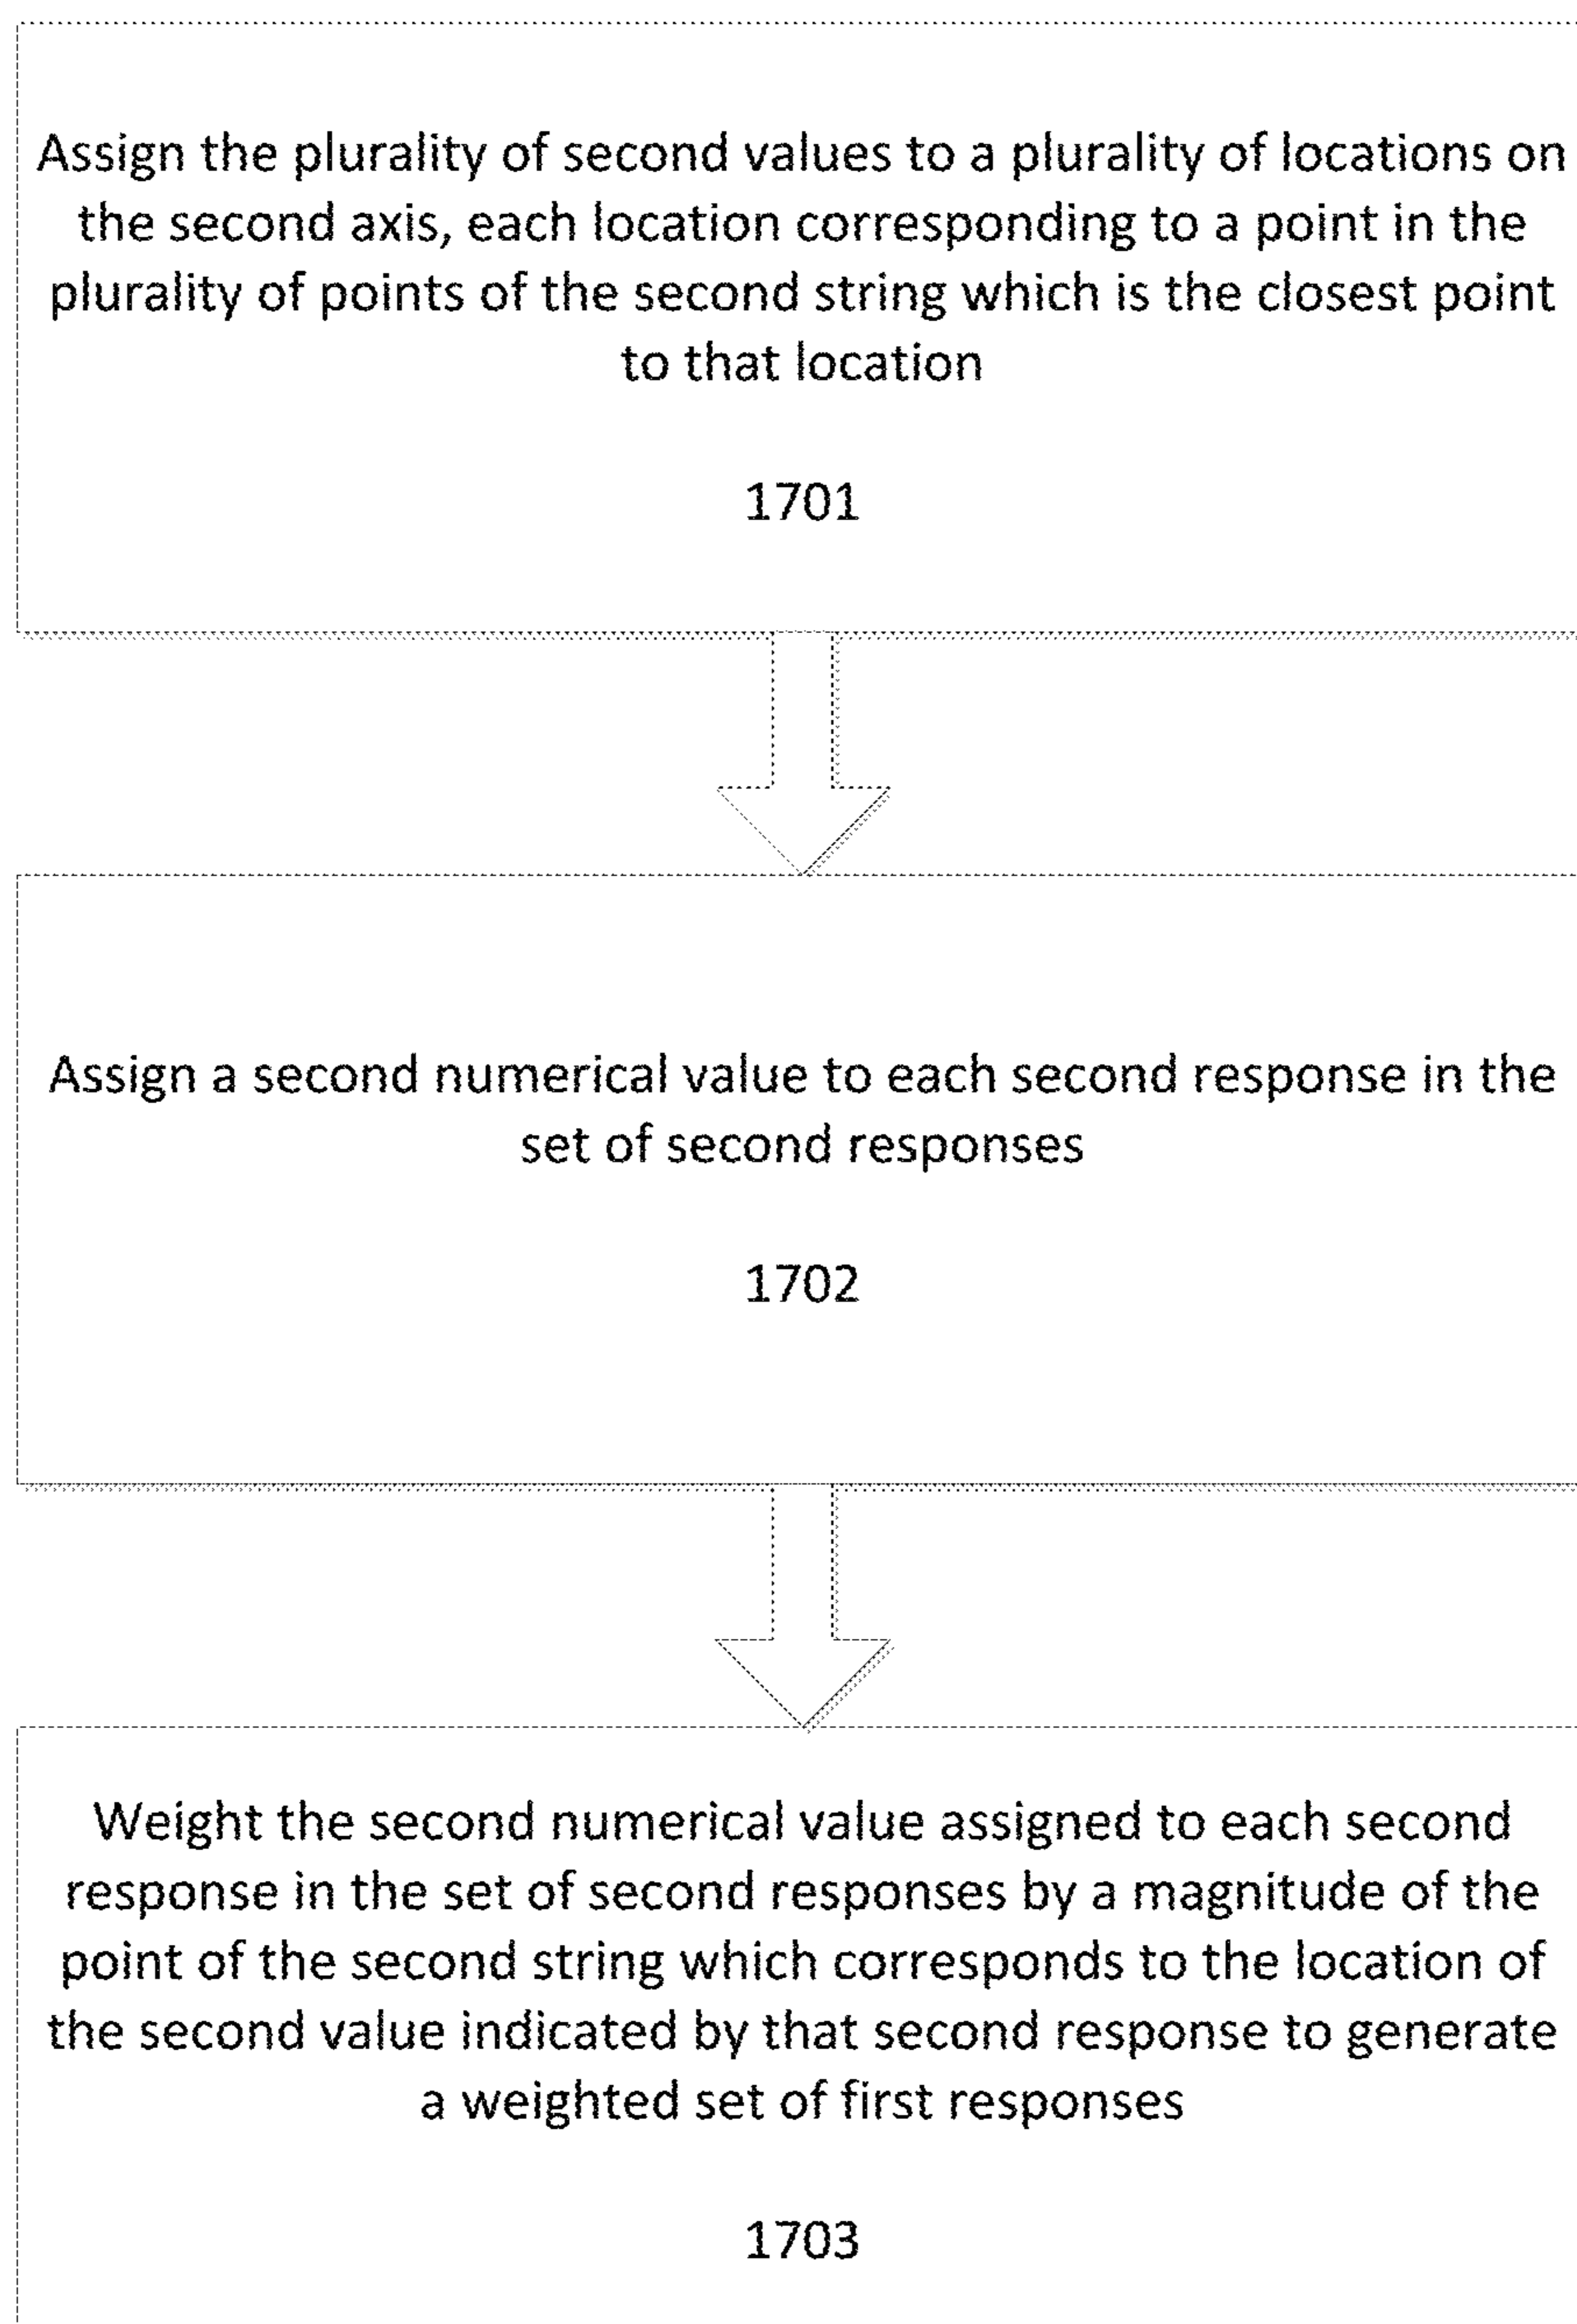 Assign the plurality of second values to a plurality of locations on
the second axis, each location corresponding to a point in the
plurality of points of the second string which is the closest point
to that location
1701
Assign a second numerical value to each second response in the
set of second responses
1702
Weight the second numerical value assigned to each second
response in the set of second responses by a magnitude of the
point of the second string which corresponds to the location of
the second value indicated by that second response to generate
a weighted set of first responses
1703